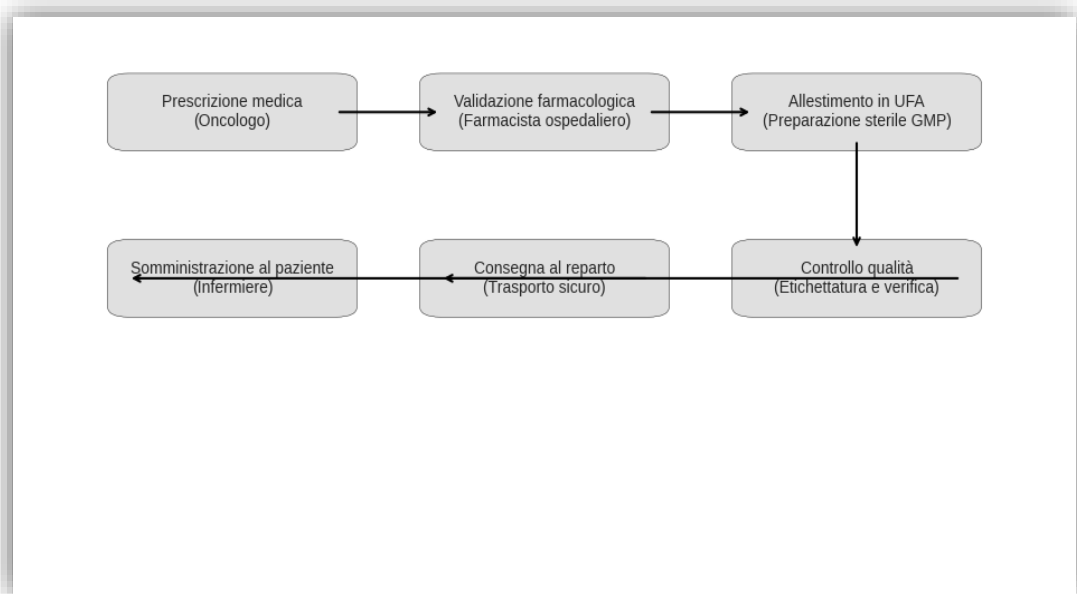 Prescrizione medica
(Oncologo)
Validazione farmacologica
(Farmacista ospedaliero)
Allestimento in UFA
(Preparazione sterile GMP)
Somministrazione al paziente
(Infermiere)
Consegna al reparto
(Trasporto sicuro)
Controllo qualità
(Etichettatura e verifica)